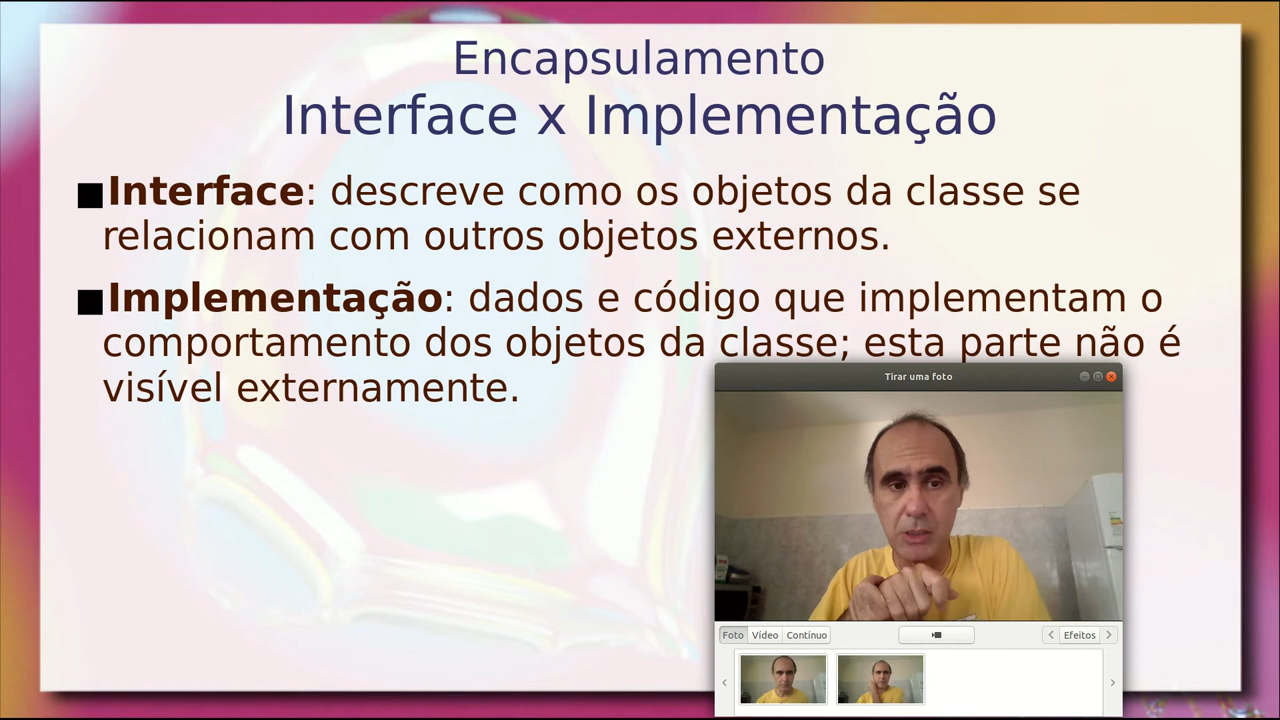 Encapsulamento
Interface x Implementação
■Interface: descreve como os objetos da classe se
relacionam com outros objetos externos.
■Implementação: dados e código que implementam o
comportamento dos objetos da classe; esta parte não é
visível externamente.
Tirar uma foto
Foto Vídeo Contínuo Efeitos